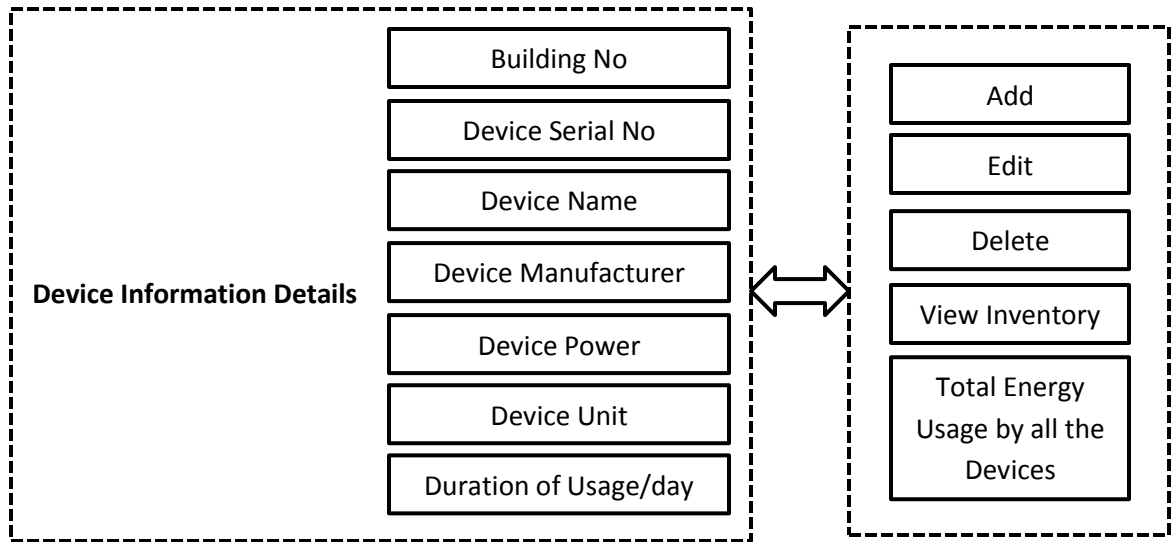 Device Information Details
Building No
Device Serial No
Device Name
Device Manufacturer
Device Power
Device Unit
Duration of Usage/day
Add
Edit
Delete
View Inventory
Total Energy
Usage by all the
Devices